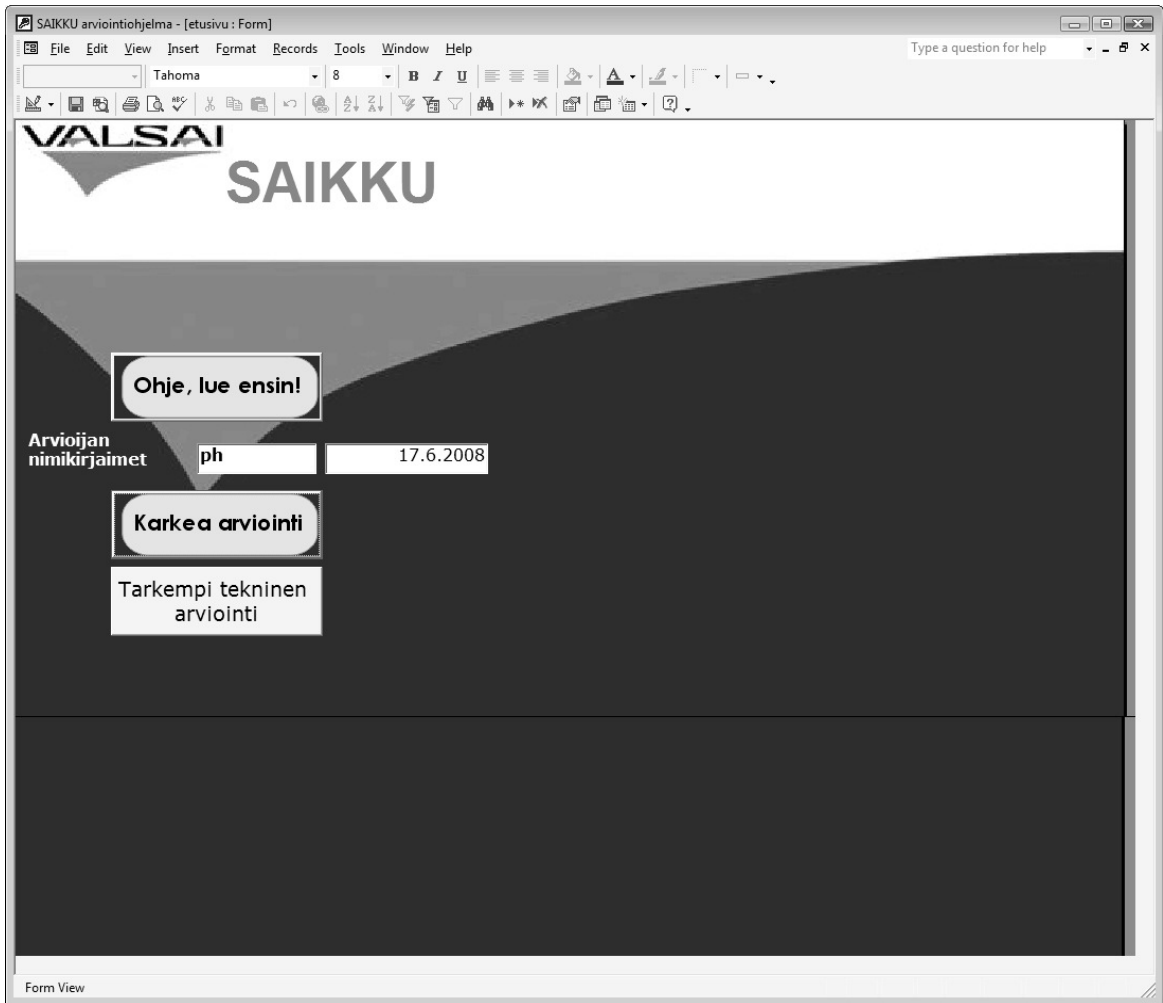 SAIKKU arviointiohjelma - [etusivu : Form]
File Edit View Insert Format Records Tools Window Help Type a question for help
Tahoma 8 B I U A
VALSAI
SAIKKU
Ohje, lue ensin!
Arvioijan
nimikirjaimet
ph 17.6.2008
Karkea arviointi
Tarkempi tekninen
arviointi
Form View